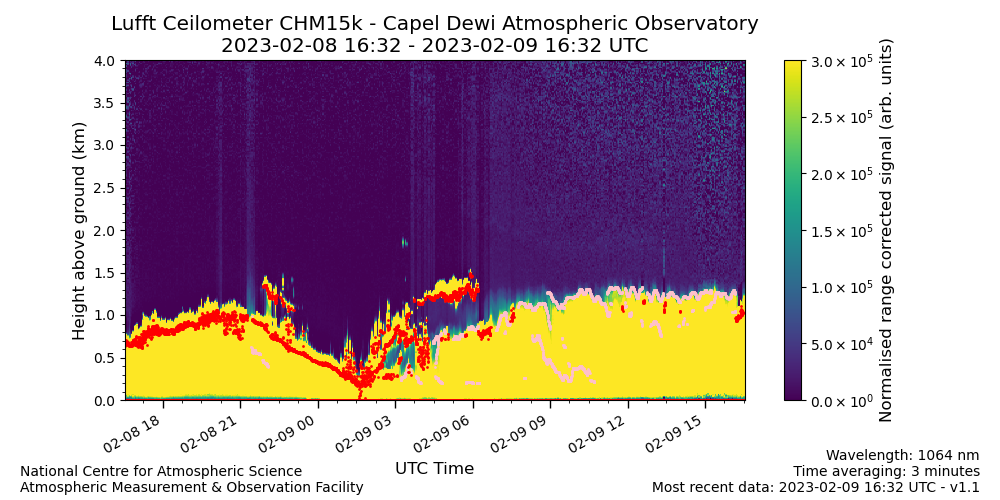 Lufft Ceilometer CHM15k - Capel Dewi Atmospheric Observatory
2023-02-08 16:32 - 2023-02-09 16:32 UTC
Height above ground (km)
4.0
3.5
3.0
2.5
2.0
1.5
1.0
0.5
0.0
02-08 18
02-08 21
02-09 00
02-09 03
02-09 06
02-09 09
02-09 12
02-09 15
UTC Time
3.0 × 10⁵
2.5 × 10⁵
2.0 × 10⁵
1.5 × 10⁵
1.0 × 10⁵
5.0 × 10⁴
0.0 × 10⁰
Normalised range corrected signal (arb. units)
National Centre for Atmospheric Science
Atmospheric Measurement & Observation Facility
Wavelength: 1064 nm
Time averaging: 3 minutes
Most recent data: 2023-02-09 16:32 UTC - v1.1